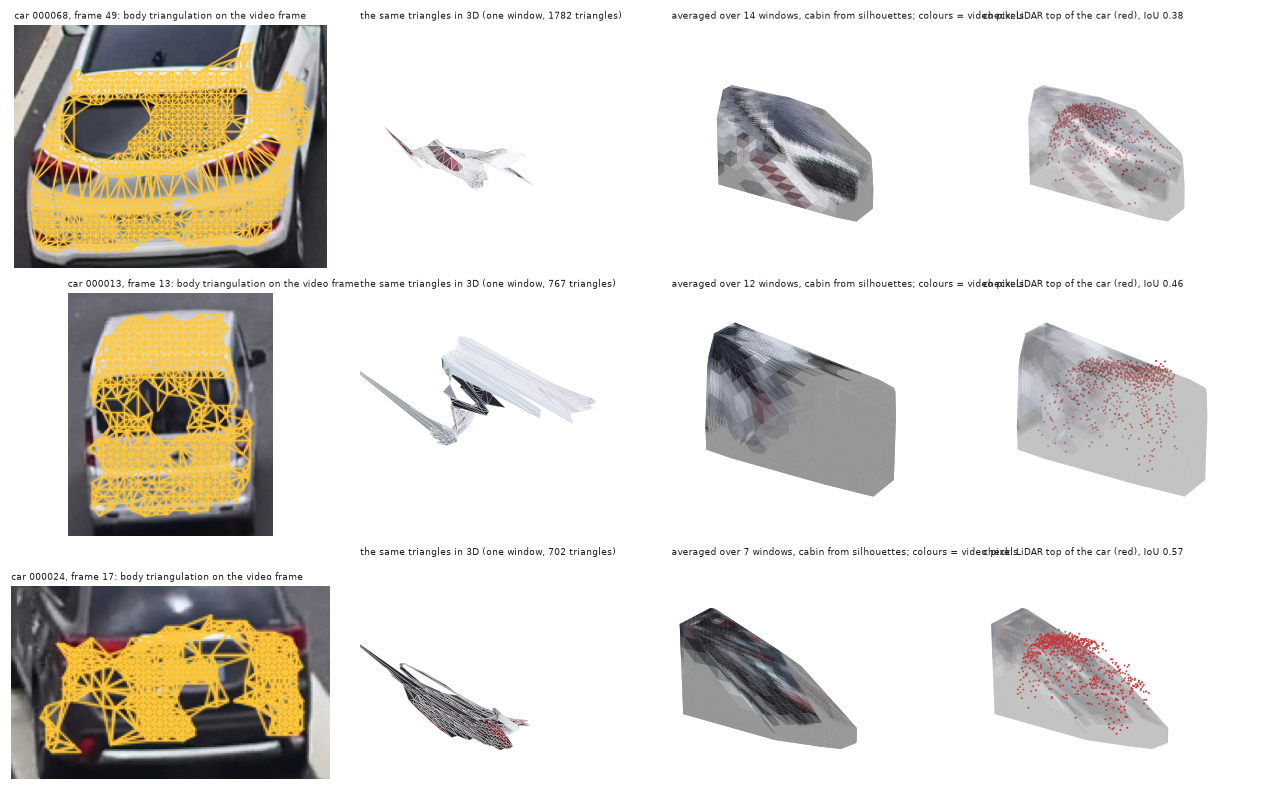 car 000068, frame 49: body triangulation on the video frame
the same triangles in 3D (one window, 1782 triangles)
averaged over 14 windows, cabin from silhouettes; colours = video pixels
check: LiDAR top of the car (red), IoU 0.38
car 000013, frame 13: body triangulation on the video frame
the same triangles in 3D (one window, 767 triangles)
averaged over 12 windows, cabin from silhouettes; colours = video pixels
check: LiDAR top of the car (red), IoU 0.46
the same triangles in 3D (one window, 702 triangles)
averaged over 7 windows, cabin from silhouettes; colours = video pixels
check: LiDAR top of the car (red), IoU 0.57
car 000024, frame 17: body triangulation on the video frame